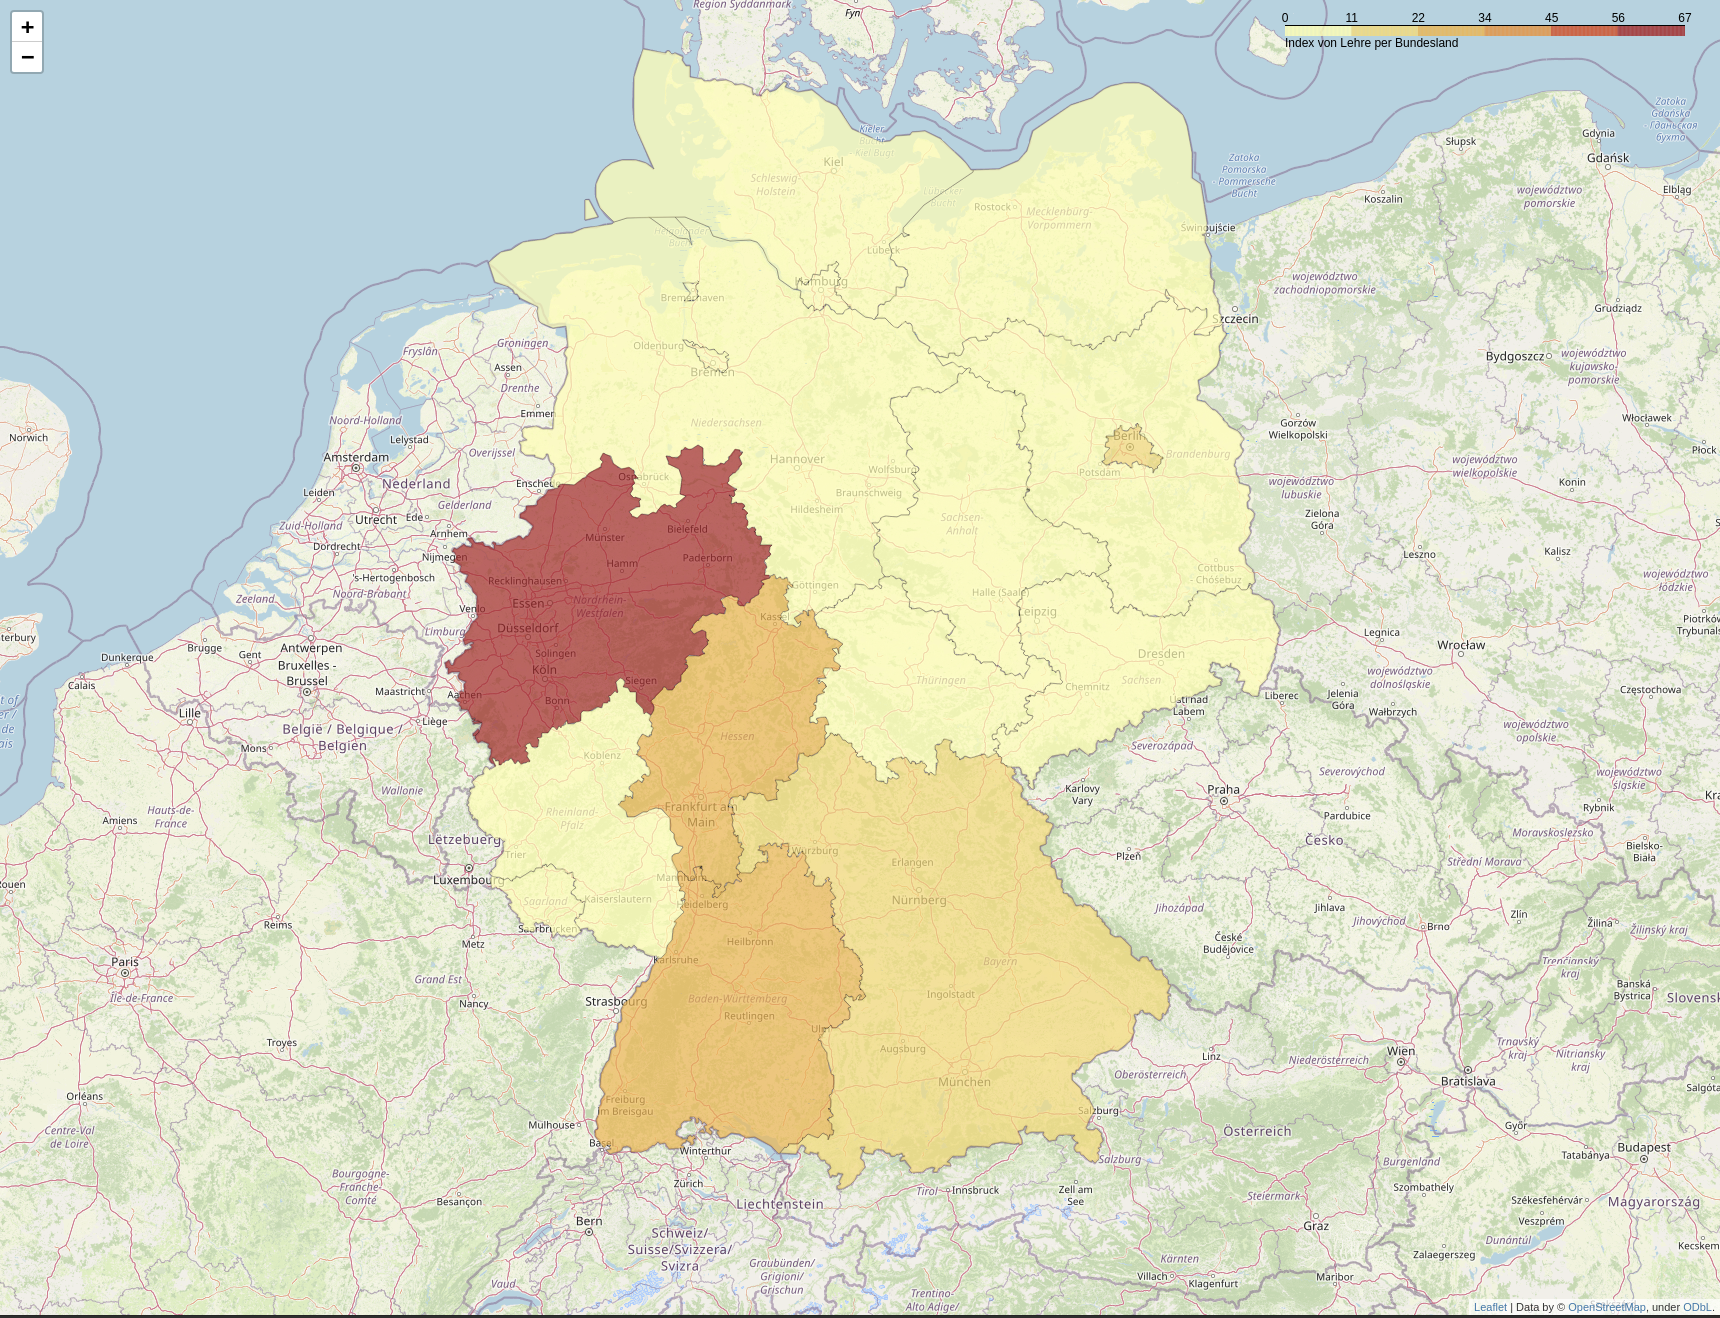 +
−
0 11 22 34 45 56 67
Index von Lehre per Bundesland
Region Syddanmark
Fyn
Kieler
Kiel Bugt
Zatoka
Pomorska
- Pommersche
Bucht
Zatoka
Gdańska
- Гданьская
бухта
Słupsk
Gdynia
Gdańsk
Elbląg
Koszalin
województwo
pomorskie
Kiel
Schleswig
Holstein
Lübecker
Bucht
Rostock
Mecklenburg
Vorpommern
Swinoujście
Lübeck
Hamburg
Bremerhaven
Szczecin
województwo
zachodniopomorskie
Grudziądz
Bydgoszcz
województwo
kujawsko-
pomorskie
Włocławek
Płock
Groningen
Fryslân
Assen
Drenthe
Emmen
Oldenburg
Bremen
Niedersachsen
Norwich
Noord-Holland
Lelystad
Overijssel
Amsterdam
Nederland
Leiden
Enschede
Osnabrück
Hannover
Wolfsburg
Braunschweig
Hildesheim
Berlin
Potsdam
Brandenburg
Gorzów
Wielkopolski
województwo
lubuskie
województwo
wielkopolskie
Konin
Zielona
Góra
Leszno
Kalisz
województwo
łódzkie
Utrecht
Ede
Gelderland
Zuid-Holland
Arnhem
Dordrecht
Nijmegen
's-Hertogenbosch
Noord-Brabant
Zeeland
Venlo
Limburg
Münster
Bielefeld
Hamm
Paderborn
Recklinghausen
Essen
Nordrhein-
Westfalen
Düsseldorf
Solingen
Köln
Siegen
Aachen
Bonn
Göttingen
Kassel
Sachsen
Anhalt
Halle (Saale)
Leipzig
Cottbus
- Chóśebuz
Dresden
Sachsen
Chemnitz
Thüringen
Legnica
Wrocław
Piotrków
Trybunalski
województwo
dolnośląskie
Częstochowa
Jelenia
Góra
Wałbrzych
Liberec
Ústí nad
Labem
województwo
opolskie
terbury
Dunkerque
Brugge
Gent
Antwerpen
Bruxelles -
Brussel
Calais
Lille
Maastricht
Liège
België / Belgique /
Belgien
Mons
Wallonie
Hauts-de-
France
Amiens
Koblenz
Hessen
Frankfurt am
Main
Rheinland
Pfalz
Severozápad
Severovýchod
województwo
śląskie
Karlovy
Vary
Praha
Rybnik
Pardubice
Česko
Moravskoslezsko
Bielsko-
Biała
Střední Morava
Plzeň
Lëtzebuerg
Luxembourg
Trier
Saarland
Kaiserslautern
Saarbrücken
Mannheim
Heidelberg
Würzburg
Erlangen
Nürnberg
Heilbronn
Karlsruhe
Bayern
Ingolstadt
Jihozápad
Jihlava
Jihovýchod
Brno
Zlín
Žilina
Žilinský kraj
České
Budějovice
Trenčiansky
kraj
Banská
Bystrica
Rouen
Reims
Metz
Paris
Île-de-France
Grand Est
Nancy
Strasbourg
Baden-Württemberg
Reutlingen
Ulm
Augsburg
München
Troyes
Orléans
Centre-Val
de Loire
Mulhouse
Freiburg
im Breisgau
Basel
Winterthur
Zürich
Liechtenstein
Bourgogne-
Franche-
Comté
Besançon
Bern
Schweiz/
Suisse/Svizzera/
Svizra
Graubünden/
Grigioni/
Grischun
Vaud
Tirol
Innsbruck
Zell am
See
Salzburg
Salzburg
Linz
Oberösterreich
Niederösterreich
Wien
Bratislava
Trnavský
kraj
Nitriansky
kraj
Österreich
Győr
Tatabánya
Budapest
Burgenland
Szombathely
Székesfehérvár
Magyarország
Veszprém
Steiermark
Graz
Dunántúl
Zalaegerszeg
Kärnten
Villach
Klagenfurt
Maribor
Trentino-
Alto Adige/
Leaflet | Data by © OpenStreetMap, under ODbL.